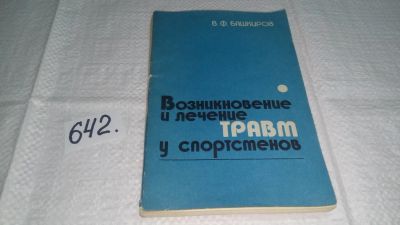 В.Ф. БАШКИРОВ
Возникновение
и лечение
ТРАВМ
у спортсменов
642.